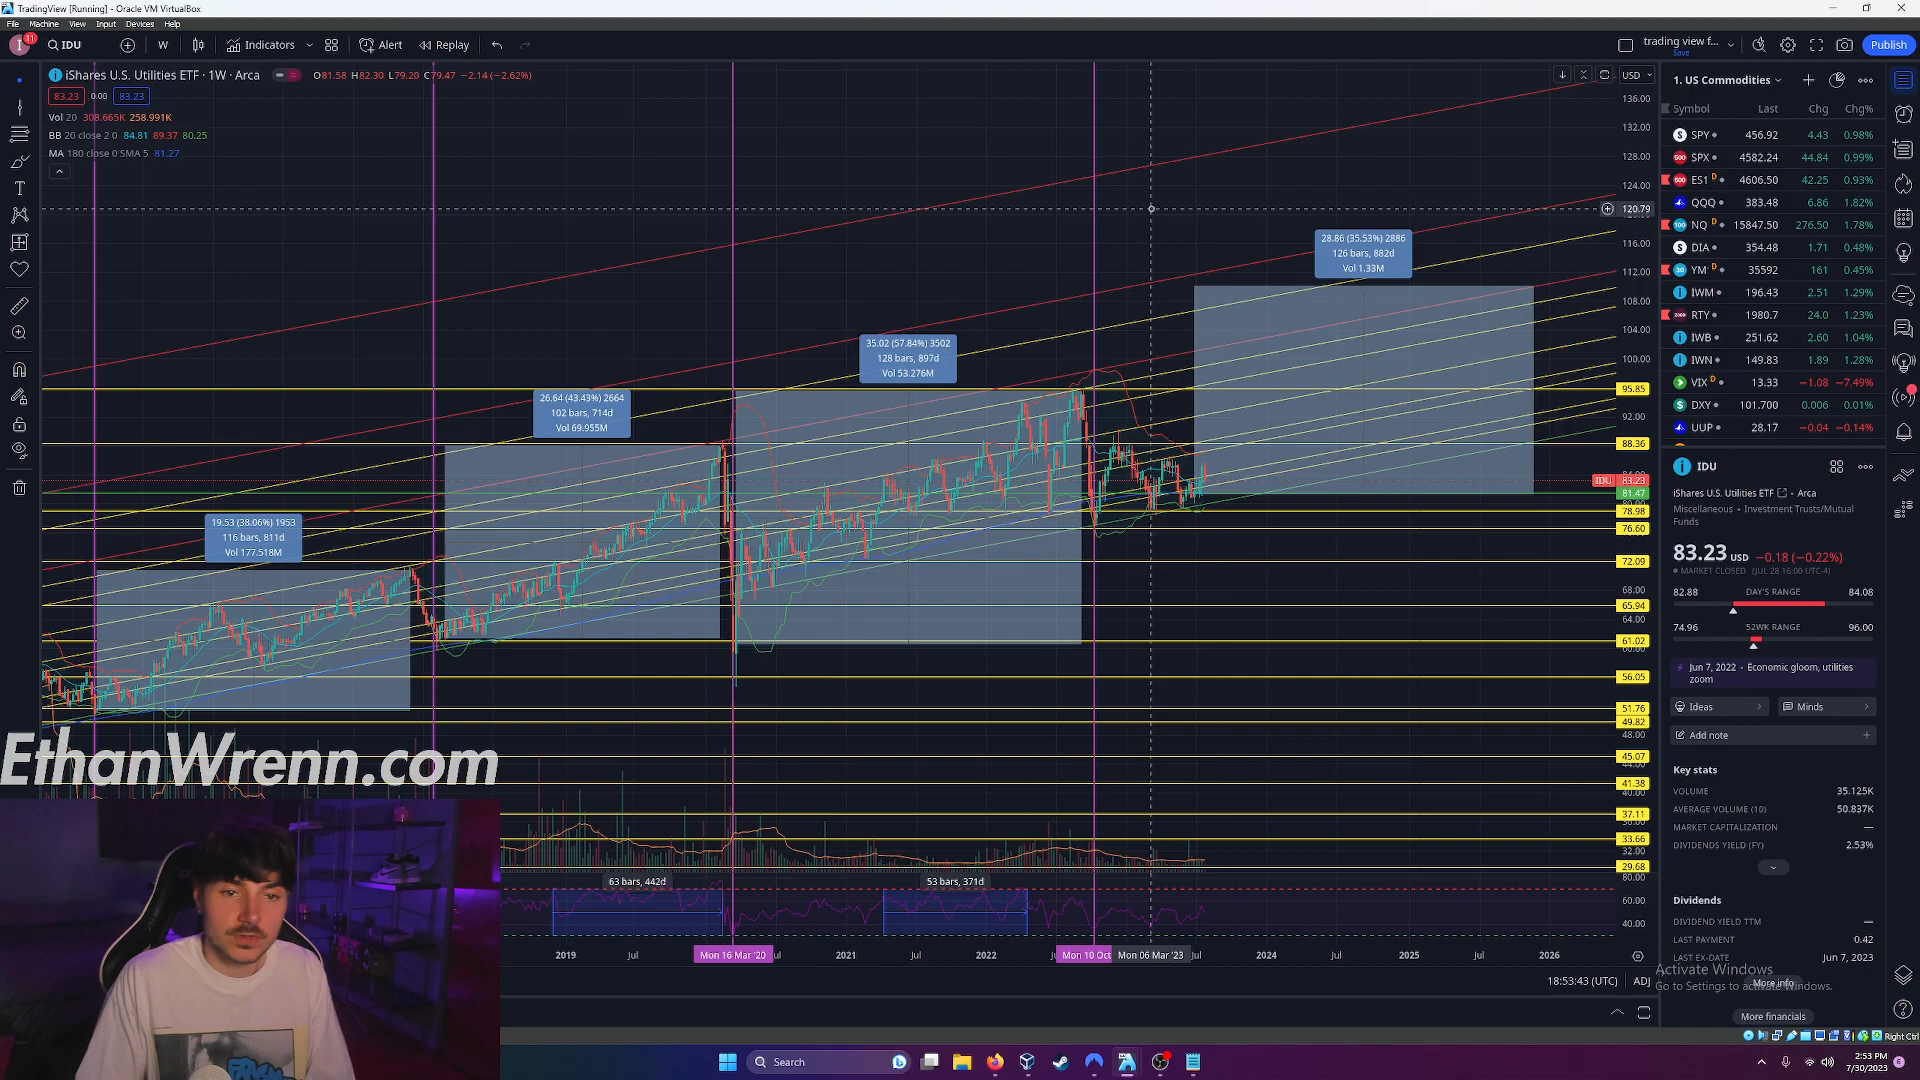 TradingView [Running] - Oracle VM VirtualBox
File Machine View Input Devices Help
11
IDU
W
Indicators
Alert
Replay
trading view f...
Save
Publish
iShares U.S. Utilities ETF · 1W · Arca
O81.58 H82.30 L79.20 C79.47 −2.14 (−2.62%)
83.23 0.00 83.23
Vol 20 308.665K 258.991K
BB 20 close 2 0 84.81 89.37 80.25
MA 180 close 0 SMA 5 81.27
USD
136.00
132.00
128.00
124.00
120.79
116.00
112.00
108.00
104.00
100.00
95.85
92.00
88.36
IDU 83.23
81.47
78.98
76.60
72.09
68.00
65.94
64.00
61.02
56.05
51.76
49.82
48.00
45.07
41.38
40.00
37.11
33.66
32.00
29.68
80.00
60.00
40.00
28.86 (35.53%) 2886
126 bars, 882d
Vol 1.33M
35.02 (57.84%) 3502
128 bars, 897d
Vol 53.276M
26.64 (43.43%) 2664
102 bars, 714d
Vol 69.955M
19.53 (38.06%) 1953
116 bars, 811d
Vol 177.518M
EthanWrenn.com
63 bars, 442d
53 bars, 371d
2019 Jul Mon 16 Mar '20 2021 Jul 2022 Mon 10 Oct Mon 06 Mar '23 Jul 2024 Jul 2025 Jul 2026
18:53:43 (UTC) ADJ
1. US Commodities
Symbol Last Chg Chg%
SPY 456.92 4.43 0.98%
SPX 4582.24 44.84 0.99%
ES1 D 4606.50 42.25 0.93%
QQQ 383.48 6.86 1.82%
NQ D 15847.50 276.50 1.78%
DIA 354.48 1.71 0.48%
YM D 35592 161 0.45%
IWM 196.43 2.51 1.29%
RTY 1980.7 24.0 1.23%
IWB 251.62 2.60 1.04%
IWN 149.83 1.89 1.28%
VIX D 13.33 −1.08 −7.49%
DXY 101.700 0.006 0.01%
UUP 28.17 −0.04 −0.14%
IDU
iShares U.S. Utilities ETF • Arca
Miscellaneous • Investment Trusts/Mutual
Funds
83.23 USD −0.18 (−0.22%)
MARKET CLOSED (JUL 28 16:00 UTC-4)
82.88 DAY'S RANGE 84.08
74.96 52WK RANGE 96.00
Jun 7, 2022 • Economic gloom, utilities
zoom
Ideas
Minds
Add note
Key stats
VOLUME 35.125K
AVERAGE VOLUME (10) 50.837K
MARKET CAPITALIZATION —
DIVIDENDS YIELD (FY) 2.53%
Dividends
DIVIDEND YIELD TTM —
LAST PAYMENT 0.42
LAST EX-DATE Jun 7, 2023
More info
Activate Windows
Go to Settings to activate Windows.
More financials
Right Ctrl
Search
2:53 PM
7/30/2023
6